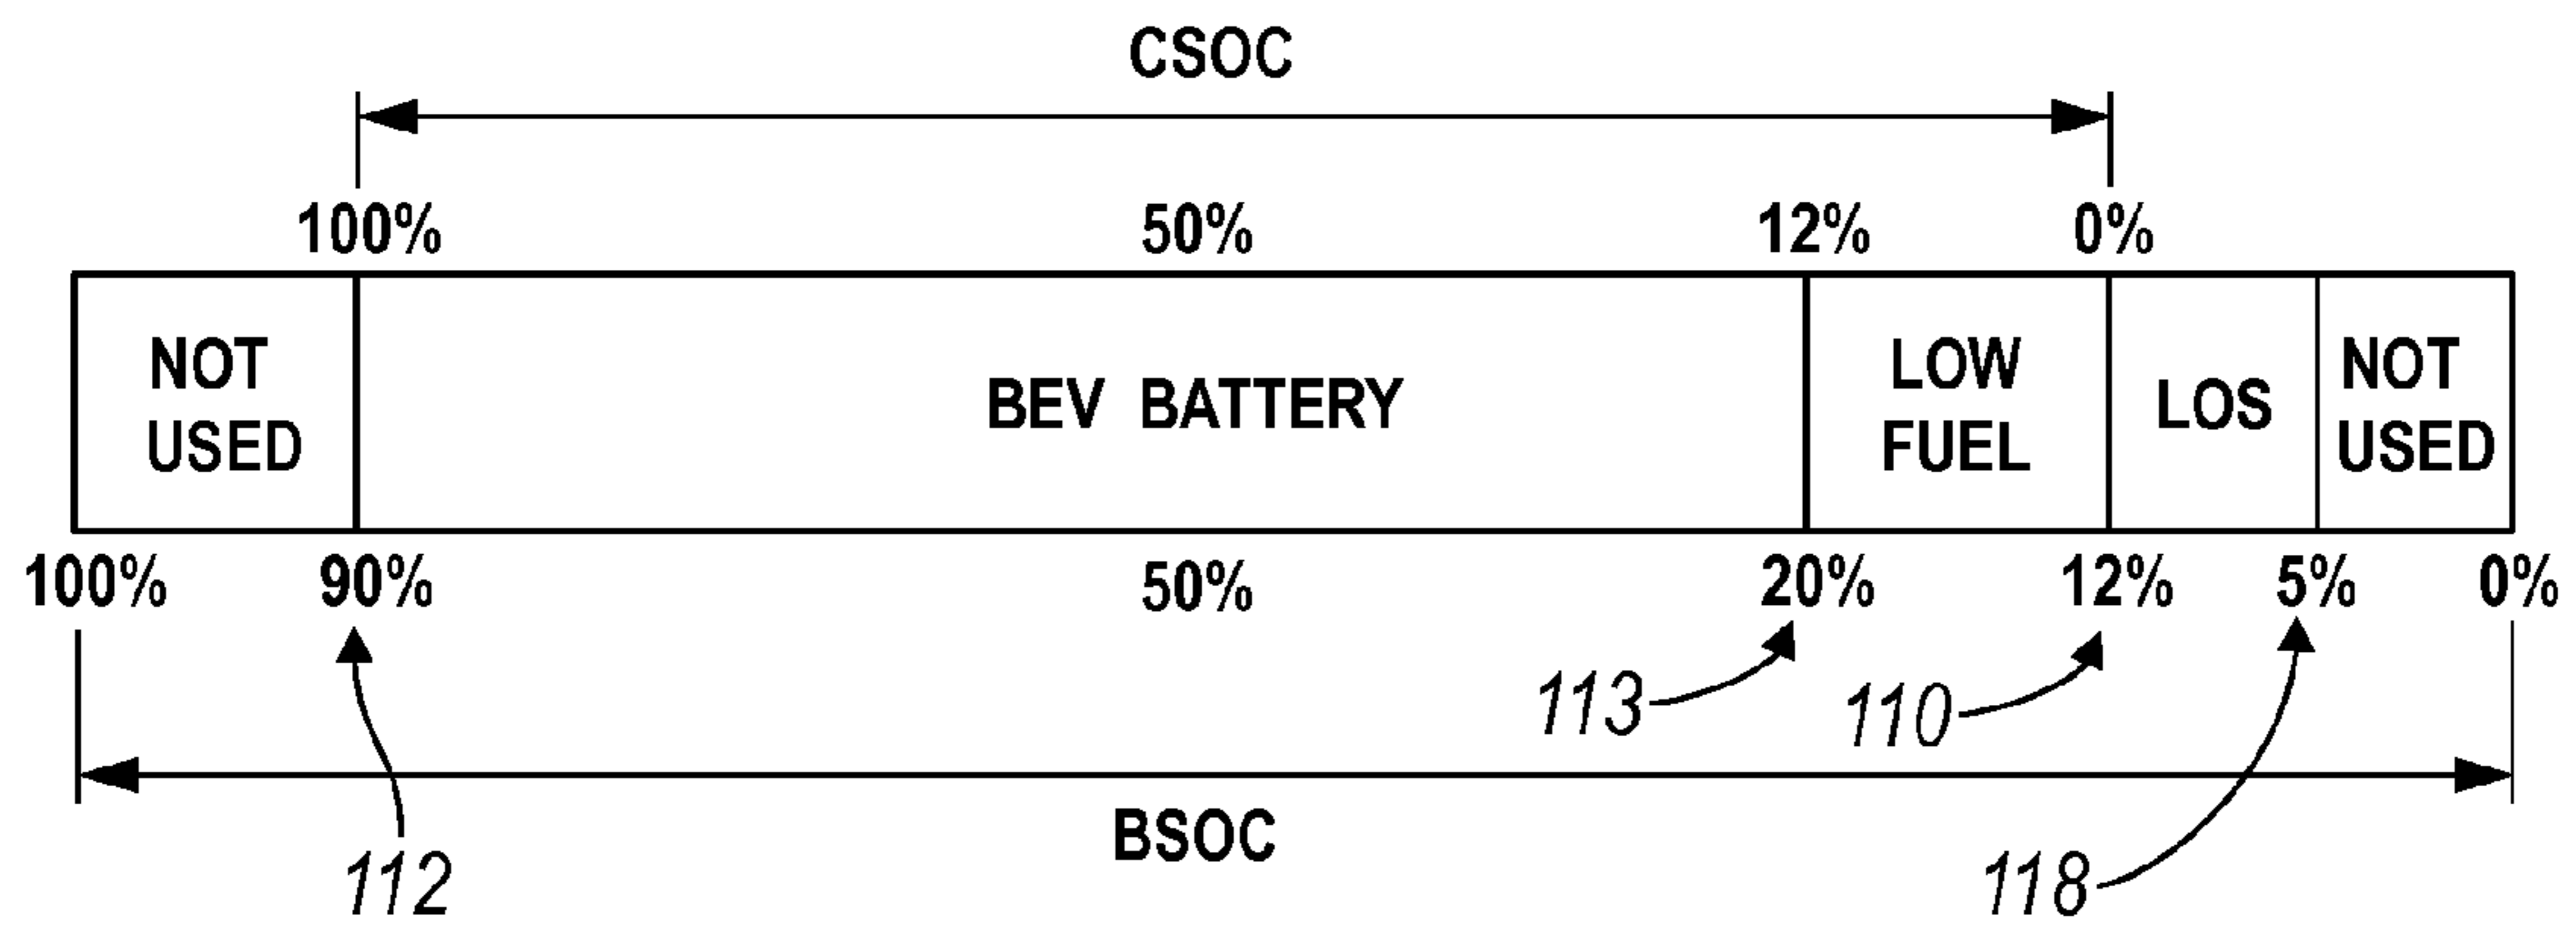 CSOC
100% 50% 12% 0%
NOT
USED
BEV BATTERY
LOW
FUEL
LOS
NOT
USED
100% 90% 50% 20% 12% 5% 0%
113 110
BSOC
112 118